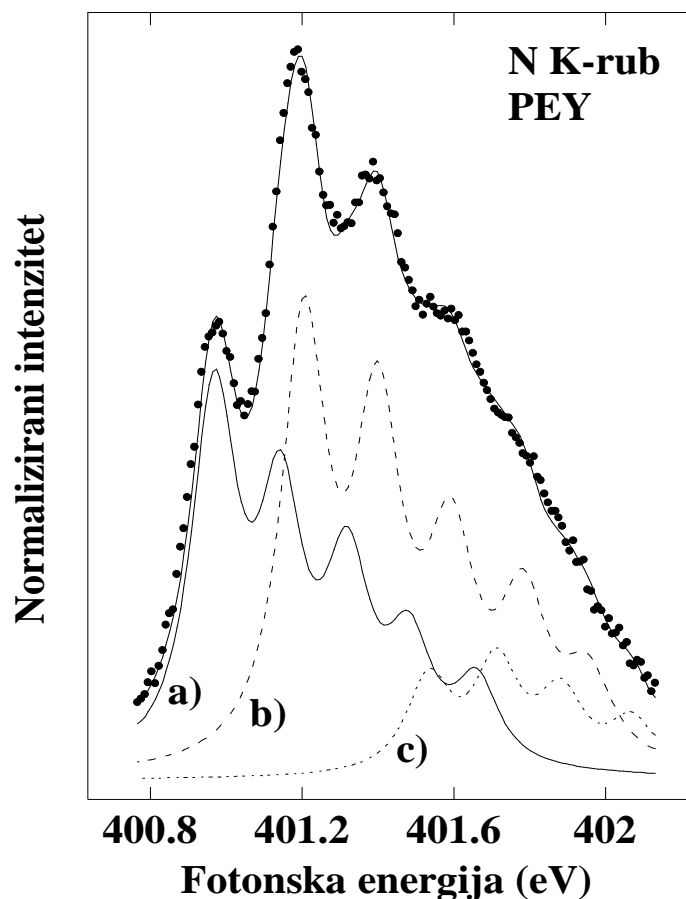 N K-rub
PEY
Normalizirani intenzitet
a)
b)
c)
400.8 401.2 401.6 402
Fotonska energija (eV)